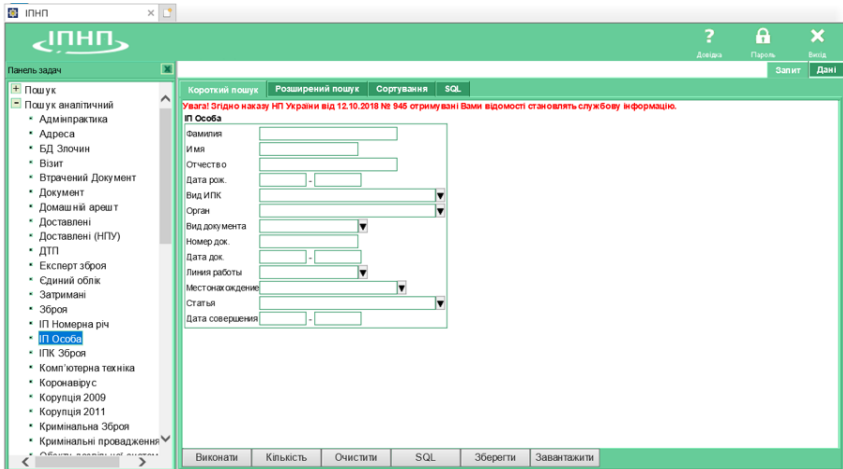 ІПНП
ІПНП
Довідка
Пароль
Вихід
Панель задач
Запит
Дані
Пошук
Пошук аналітичний
Адмінпрактика
Адреса
БД Злочин
Візит
Втрачений Документ
Документ
Домашній арешт
Доставлені
Доставлені (НПУ)
ДТП
Експерт зброя
Єдиний облік
Затримані
Зброя
ІП Номерна річ
ІП Особа
ІПК Зброя
Комп'ютерна техніка
Коронавірус
Корупція 2009
Корупція 2011
Кримінальна Зброя
Кримінальні провадження
Короткий пошук
Розширений пошук
Сортування
SQL
Увага! Згідно наказу НП України від 12.10.2018 № 945 отримувані Вами відомості становлять службову інформацію.
ІП Особа
Фамилия
Имя
Отчество
Дата рож.
-
Вид ИПК
Орган
Вид документа
Номер док.
Дата док.
-
Линия работы
Местонахождение
Статья
Дата совершения
-
Виконати
Кількість
Очистити
SQL
Зберегти
Завантажити